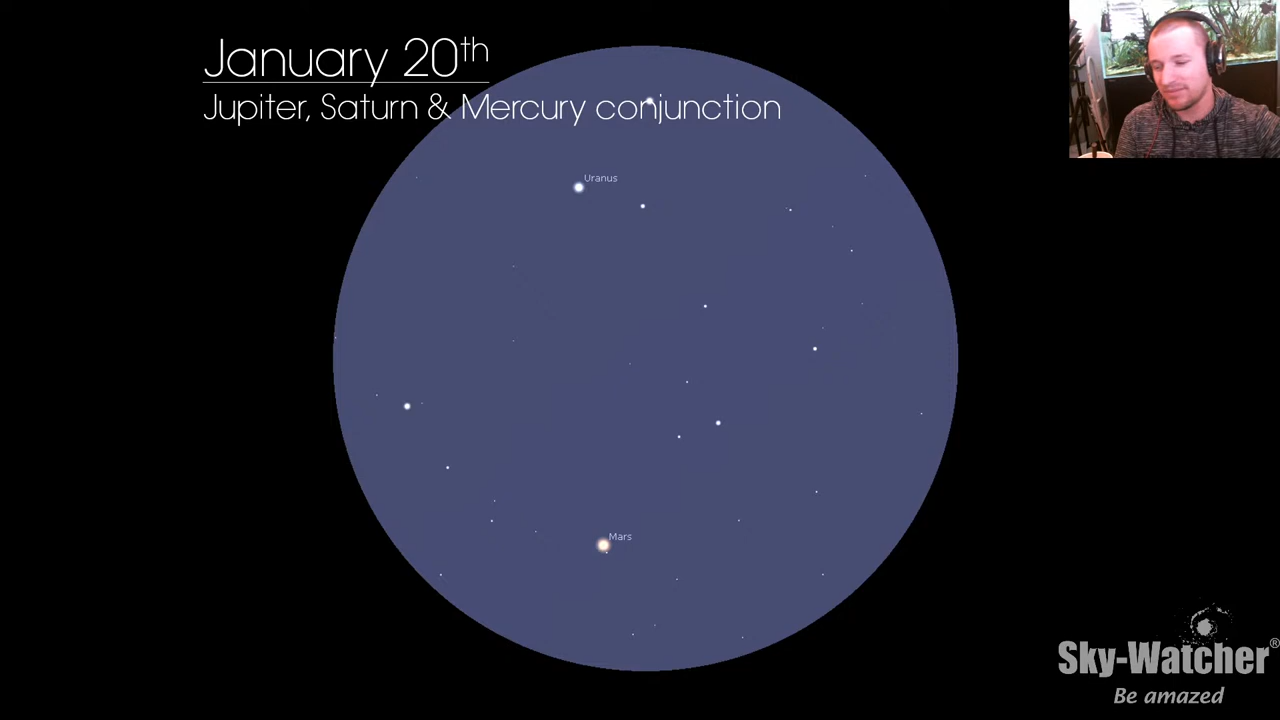 January 20th
Jupiter, Saturn & Mercury conjunction
Uranus
Mars
Sky-Watcher®
Be amazed